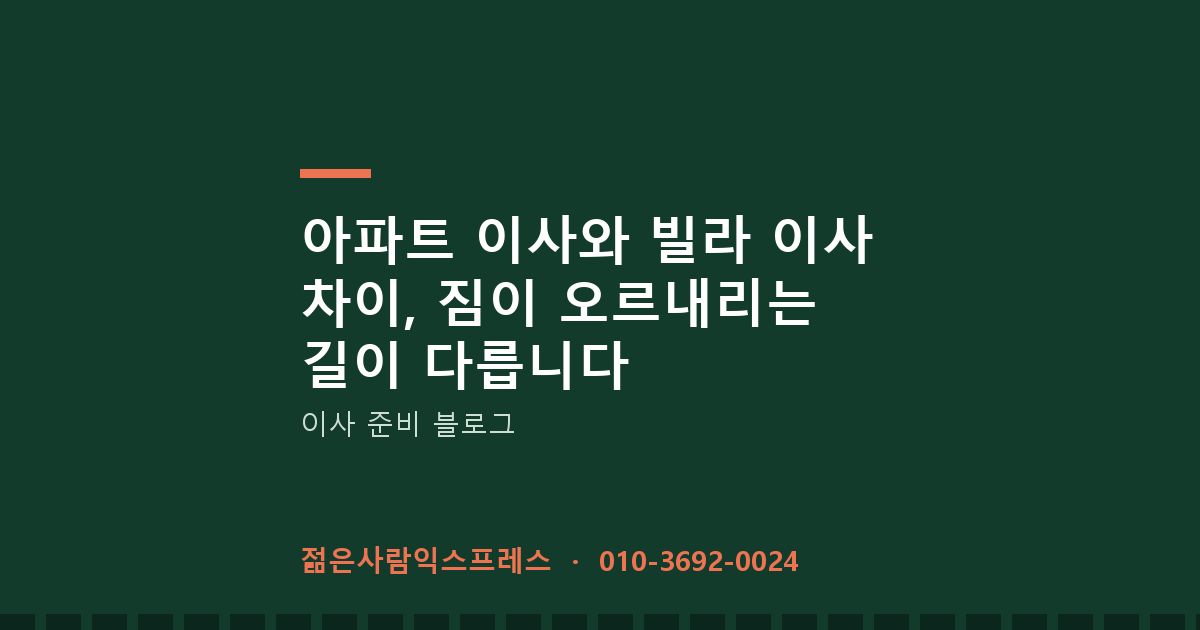 아파트 이사와 빌라 이사
차이, 짐이 오르내리는
길이 다릅니다
이사 준비 블로그
젊은사람익스프레스 · 010-3692-0024